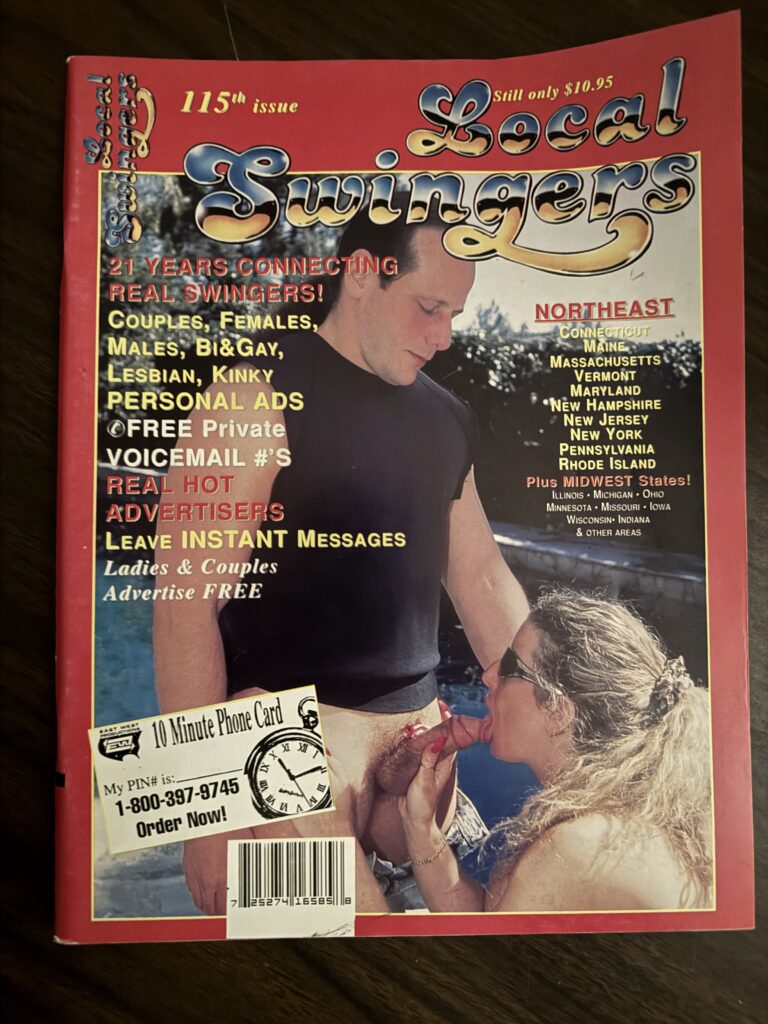 Local
Swingers
115th issue
Still only $10.95
Local
Swingers
21 YEARS CONNECTING
REAL SWINGERS!
COUPLES, FEMALES,
MALES, BI&GAY,
LESBIAN, KINKY
PERSONAL ADS
FREE Private
VOICEMAIL #'S
REAL HOT
ADVERTISERS
LEAVE INSTANT MESSAGES
Ladies & Couples
Advertise FREE
NORTHEAST
CONNECTICUT
MAINE
MASSACHUSETTS
VERMONT
MARYLAND
NEW HAMPSHIRE
NEW JERSEY
NEW YORK
PENNSYLVANIA
RHODE ISLAND
Plus MIDWEST States!
ILLINOIS • MICHIGAN • OHIO
MINNESOTA • MISSOURI • IOWA
WISCONSIN • INDIANA
& OTHER AREAS
EAST WEST
PRODUCTIONS
EW
10 Minute Phone Card
My PIN# is:
1-800-397-9745
Order Now!
7 25274 16585 8